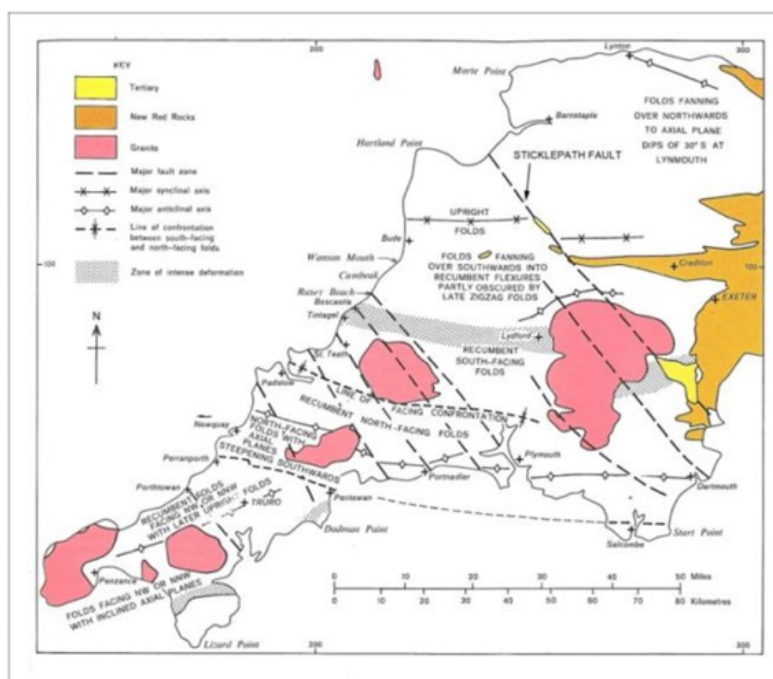 200
300
KEY
Tertiary
New Red Rocks
Granite
Major fault zone
Major synclinal axis
Major anticlinal axis
Line of confrontation
between south-facing
and north-facing folds
Zone of intense deformation
Lynton
Morte Point
Barnstaple
FOLDS FANNING
OVER NORTHWARDS
TO AXIAL PLANE
DIPS OF 30° S AT
LYNMOUTH
Hartland Point
STICKLEPATH FAULT
UPRIGHT
FOLDS
Bude
100
100
Wanson Mouth
Cambeak
FOLDS FANNING
OVER SOUTHWARDS INTO
RECUMBENT FLEXURES
PARTLY OBSCURED BY
LATE ZIGZAG FOLDS
Crediton
EXETER
Rusey Beach
Boscastle
Tintagel
Lydford
RECUMBENT
SOUTH-FACING
FOLDS
N
St. Teath
Padstow
LINE OF FACING CONFRONTATION
RECUMBENT NORTH-FACING FOLDS
Newquay
NORTH-FACING
FOLDS WITH
AXIAL
PLANES
STEEPENING SOUTHWARDS
Perranporth
Plymouth
Portnadler
Porthtowan
RECUMBENT FOLDS
FACING NW OR NNW
WITH LATER UPRIGHT FOLDS
TRURO
Pentewan
Dartmouth
Dodman Point
Start Point
Salcombe
Penzance
FOLDS FACING NW OR NNW
WITH INCLINED AXIAL PLANES
Lizard Point
0 10 20 30 40 50 Miles
0 10 20 30 40 50 60 70 80 Kilometres
200
300